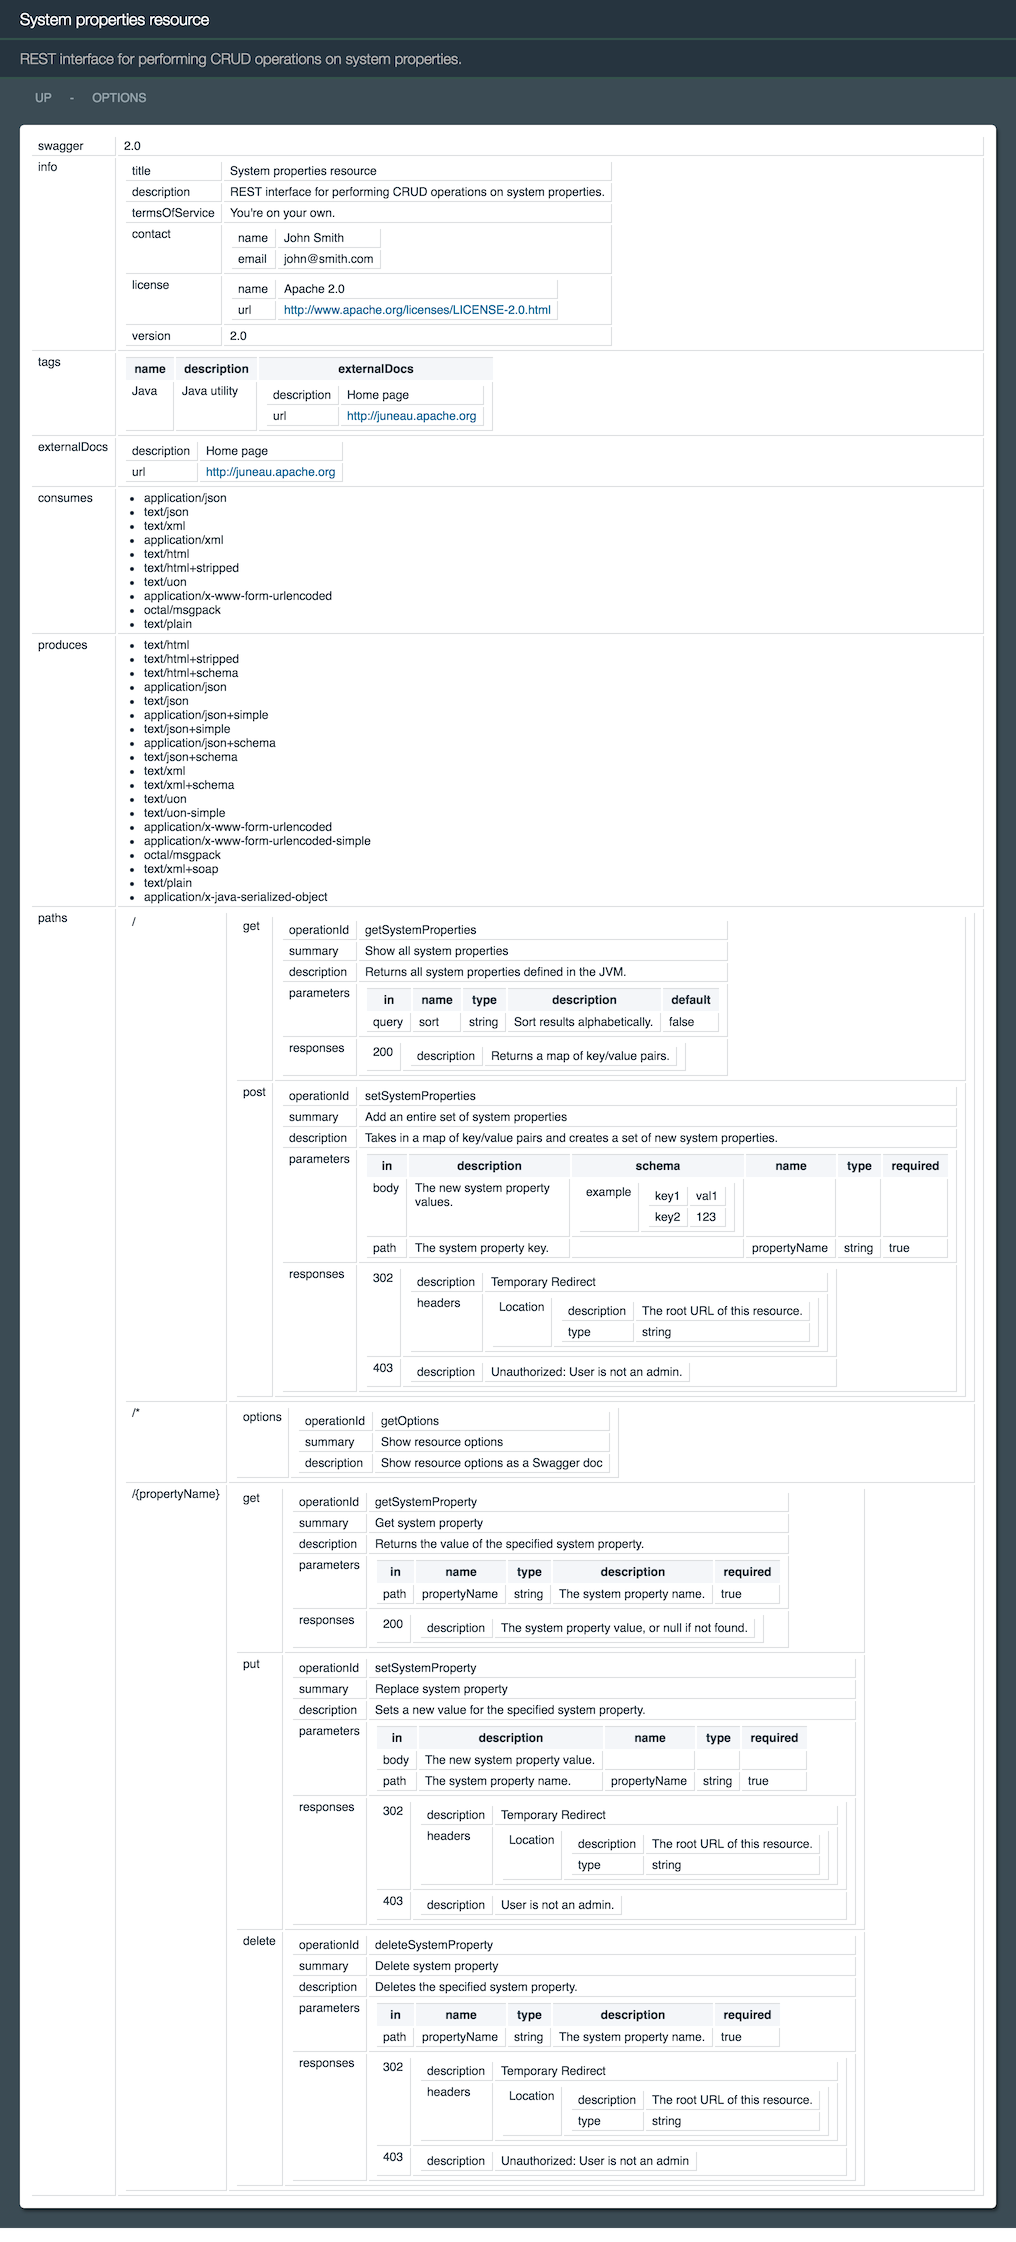 System properties resource
REST interface for performing CRUD operations on system properties.
UP - OPTIONS
swagger 2.0
info title System properties resource
description REST interface for performing CRUD operations on system properties.
termsOfService You're on your own.
contact name John Smith
email john@smith.com
license name Apache 2.0
url http://www.apache.org/licenses/LICENSE-2.0.html
version 2.0
tags name description externalDocs
Java Java utility description Home page
url http://juneau.apache.org
externalDocs description Home page
url http://juneau.apache.org
consumes • application/json
• text/json
• text/xml
• application/xml
• text/html
• text/html+stripped
• text/uon
• application/x-www-form-urlencoded
• octal/msgpack
• text/plain
produces • text/html
• text/html+stripped
• text/html+schema
• application/json
• text/json
• application/json+simple
• text/json+simple
• application/json+schema
• text/json+schema
• text/xml
• text/xml+schema
• text/uon
• text/uon-simple
• application/x-www-form-urlencoded
• application/x-www-form-urlencoded-simple
• octal/msgpack
• text/xml+soap
• text/plain
• application/x-java-serialized-object
paths / get operationId getSystemProperties
summary Show all system properties
description Returns all system properties defined in the JVM.
parameters in name type description default
query sort string Sort results alphabetically. false
responses 200 description Returns a map of key/value pairs.
post operationId setSystemProperties
summary Add an entire set of system properties
description Takes in a map of key/value pairs and creates a set of new system properties.
parameters in description schema name type required
body The new system property values. example key1 val1
key2 123
path The system property key. propertyName string true
responses 302 description Temporary Redirect
headers Location description The root URL of this resource.
type string
403 description Unauthorized: User is not an admin.
/* options operationId getOptions
summary Show resource options
description Show resource options as a Swagger doc
/{propertyName} get operationId getSystemProperty
summary Get system property
description Returns the value of the specified system property.
parameters in name type description required
path propertyName string The system property name. true
responses 200 description The system property value, or null if not found.
put operationId setSystemProperty
summary Replace system property
description Sets a new value for the specified system property.
parameters in description name type required
body The new system property value.
path The system property name. propertyName string true
responses 302 description Temporary Redirect
headers Location description The root URL of this resource.
type string
403 description User is not an admin.
delete operationId deleteSystemProperty
summary Delete system property
description Deletes the specified system property.
parameters in name type description required
path propertyName string The system property name. true
responses 302 description Temporary Redirect
headers Location description The root URL of this resource.
type string
403 description Unauthorized: User is not an admin